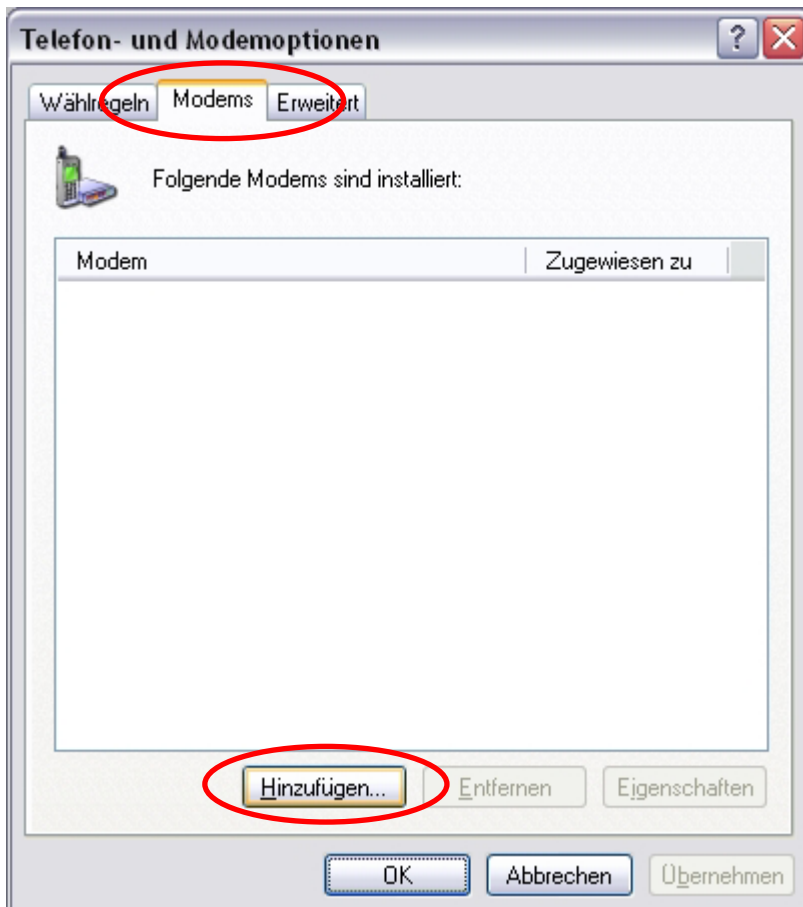 Telefon- und Modemoptionen
Wählregeln Modems Erweitert
Folgende Modems sind installiert:
Modem Zugewiesen zu
Hinzufügen... Entfernen Eigenschaften
OK Abbrechen Übernehmen